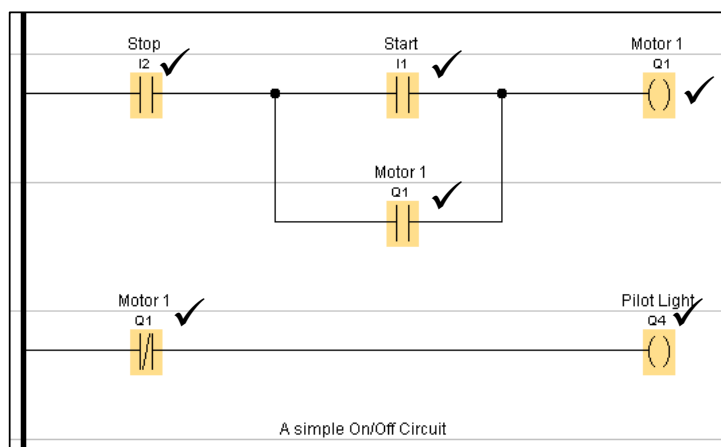 Stop Start Motor 1
I2 I1 Q1
Motor 1
Q1
Motor 1 Pilot Light
Q1 Q4
A simple On/Off Circuit